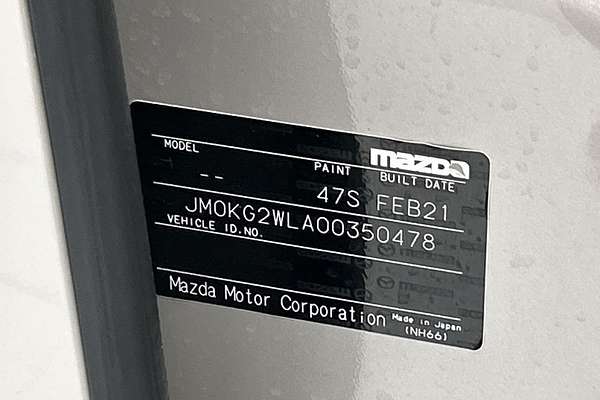 mazda
MODEL PAINT BUILT DATE
-- 47S FEB21
JM0KG2WLA00350478
VEHICLE ID.NO.
Mazda Motor Corporation Made in Japan
(NH66)